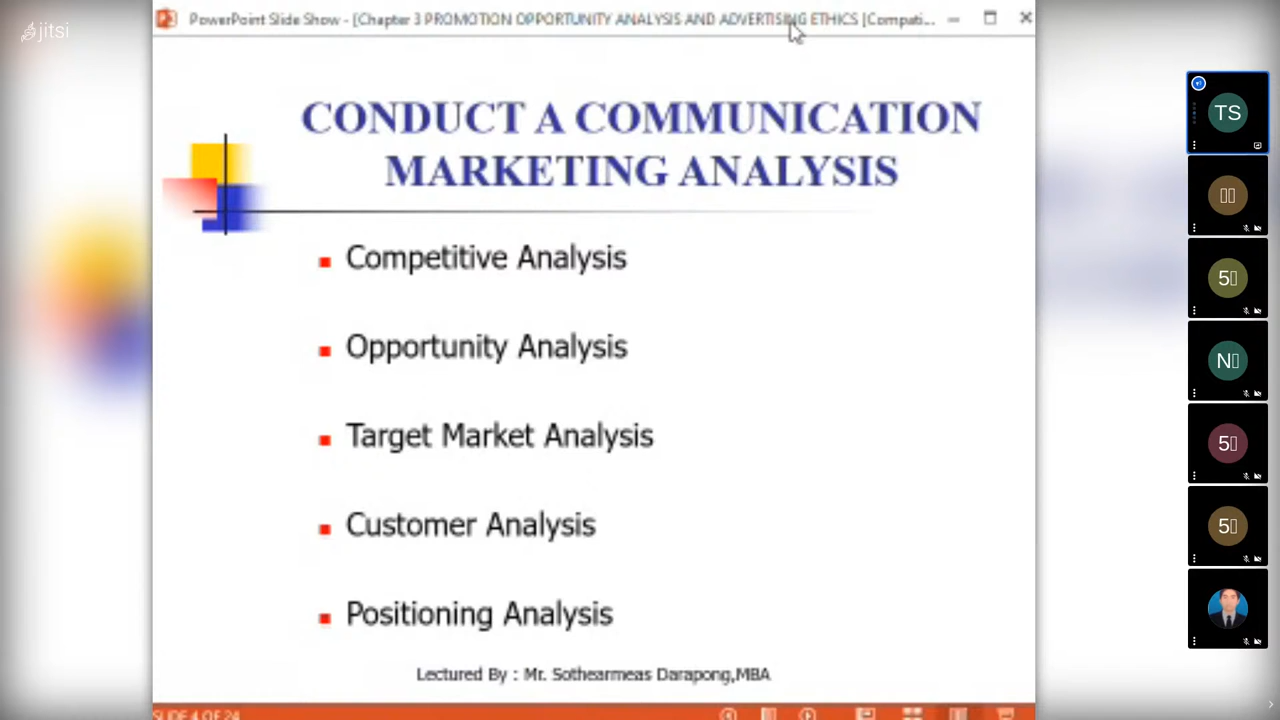 jitsi
PowerPoint Slide Show - [Chapter 3 PROMOTION OPPORTUNITY ANALYSIS AND ADVERTISING ETHICS [Compati...
CONDUCT A COMMUNICATION
MARKETING ANALYSIS
Competitive Analysis
Opportunity Analysis
Target Market Analysis
Customer Analysis
Positioning Analysis
Lectured By : Mr. Sothearmeas Darapong,MBA
SLIDE 4 OF 24
TS
5
N
5
5